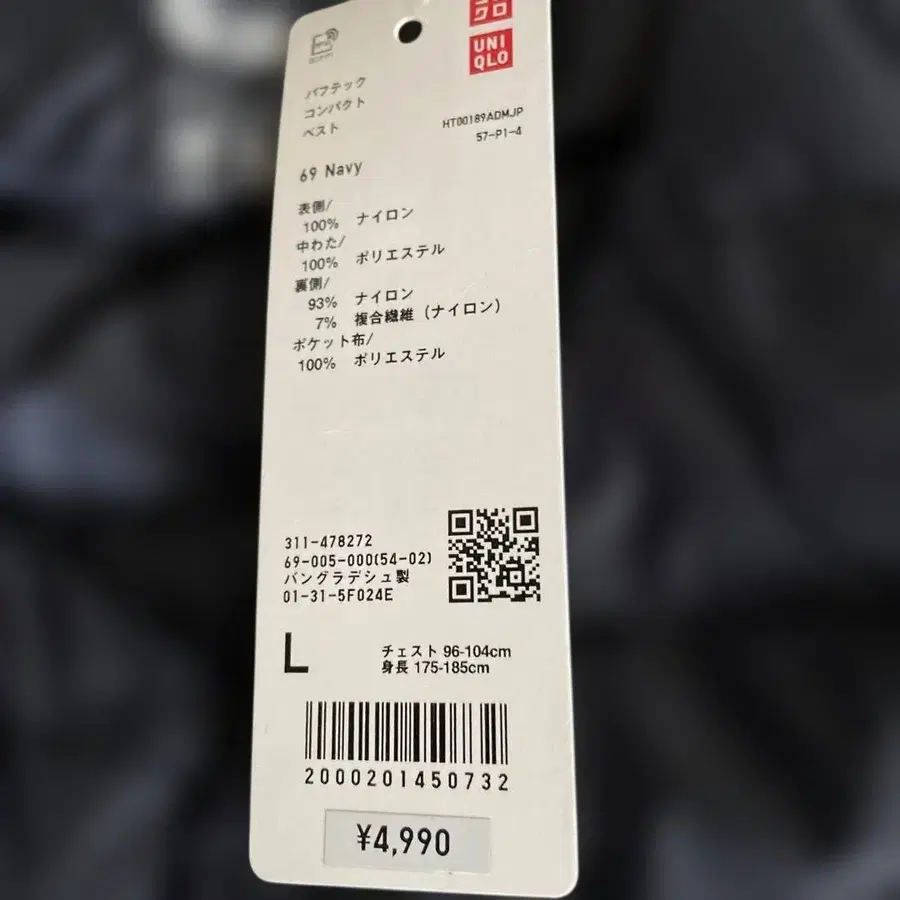 クロ
UNI
QLO
パフテック
コンパクト
ベスト
HT00189ADMJP
57-P1-4
69 Navy
表側/
100% ナイロン
中わた/
100% ポリエステル
裏側/
93% ナイロン
7% 複合繊維（ナイロン）
ポケット布/
100% ポリエステル
311-478272
69-005-000(54-02)
バングラデシュ製
01-31-5F024E
L
チェスト 96-104cm
身長 175-185cm
2000201450732
¥4,990